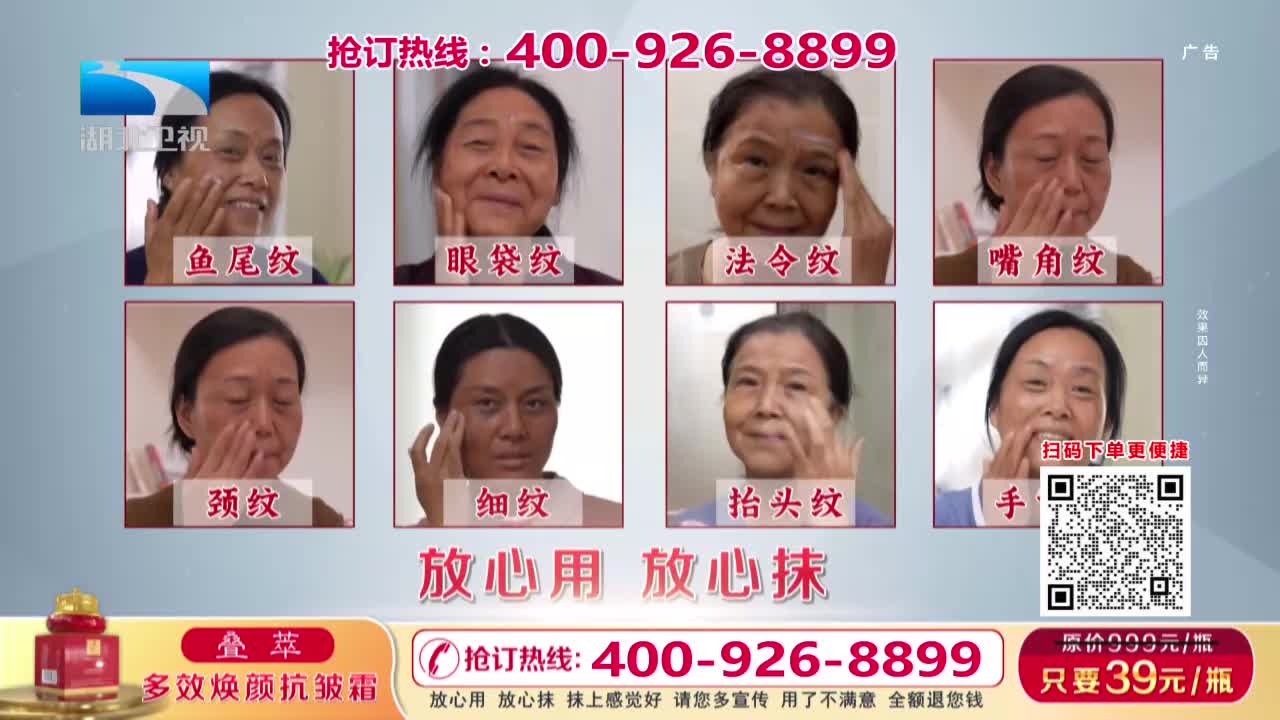 抢订热线：400-926-8899
广告
湖北卫视
鱼尾纹
眼袋纹
法令纹
嘴角纹
效果因人而异
颈纹
细纹
抬头纹
手
扫码下单更便捷
放心用 放心抹
叠萃
多效焕颜抗皱霜
抢订热线:400-926-8899
放心用 放心抹 抹上感觉好 请您多宣传 用了不满意 全额退您钱
原价999元/瓶
只要39元/瓶